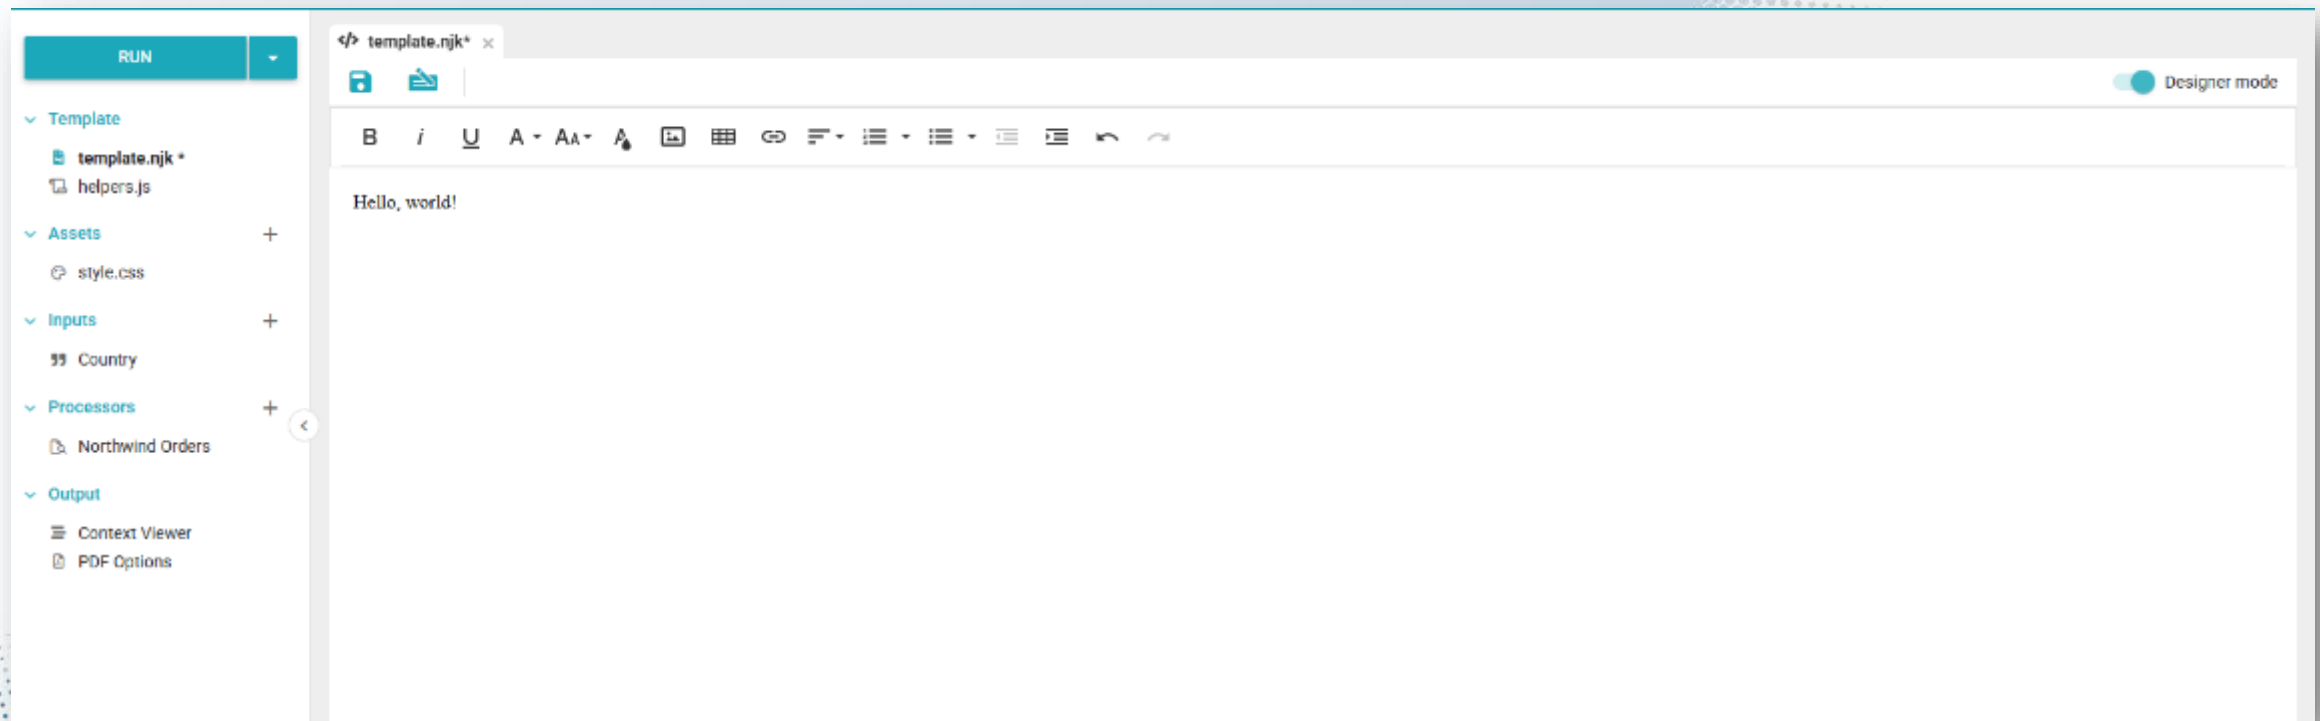 RUN
Template
template.njk *
helpers.js
Assets
style.css
Inputs
Country
Processors
Northwind Orders
Output
Context Viewer
PDF Options
</> template.njk*
Designer mode
B i U A AA A
Hello, world!